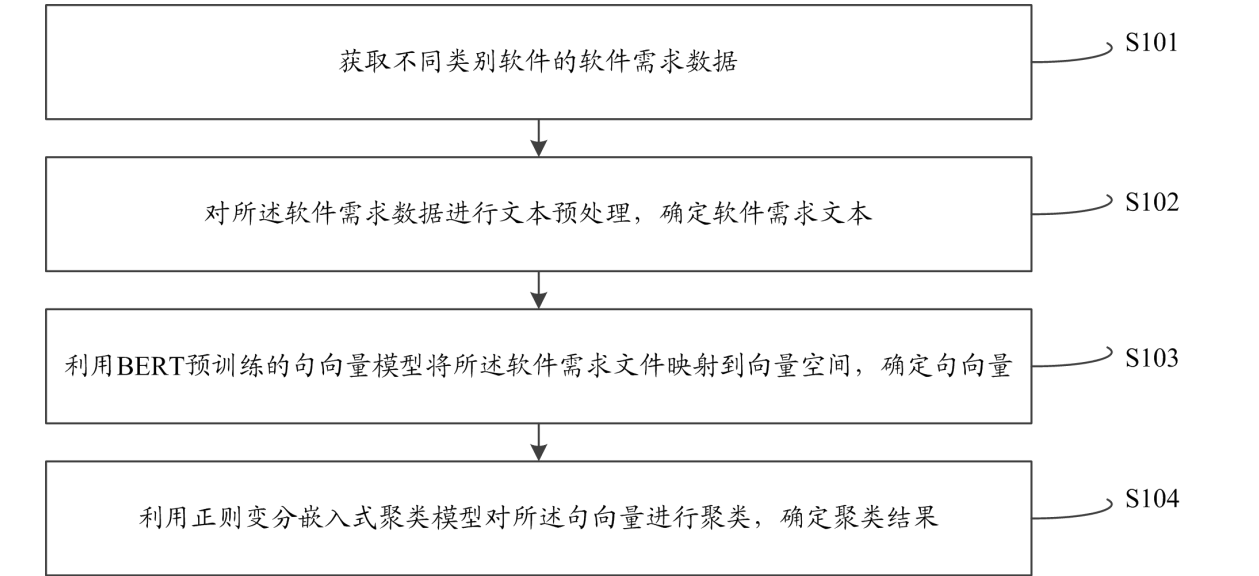 获取不同类别软件的软件需求数据
S101
对所述软件需求数据进行文本预处理，确定软件需求文本
S102
利用BERT预训练的句向量模型将所述软件需求文件映射到向量空间，确定句向量
S103
利用正则变分嵌入式聚类模型对所述句向量进行聚类，确定聚类结果
S104